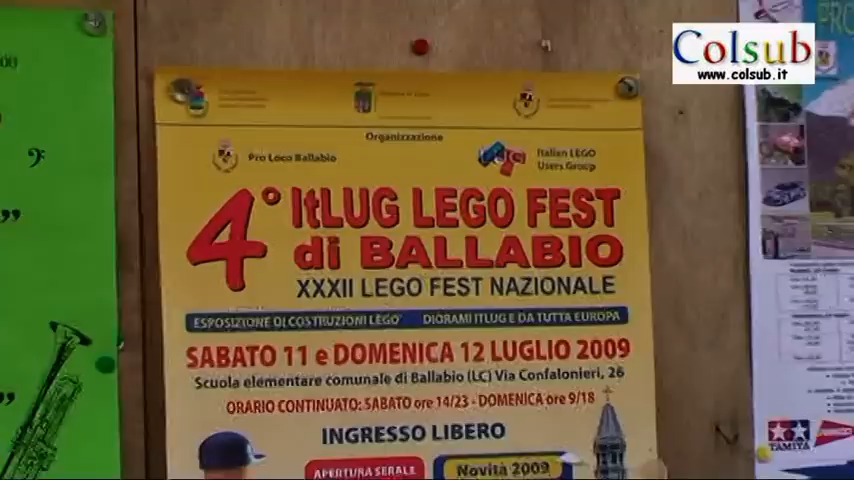 Colsub
www.colsub.it
Organizzazione
Pro Loco Ballabio
Italian LEGO
Users Group
4° ItLUG LEGO FEST
di BALLABIO
XXXII LEGO FEST NAZIONALE
ESPOSIZIONE DI COSTRUZIONI LEGO DIORAMI ITLUG E DA TUTTA EUROPA
SABATO 11 e DOMENICA 12 LUGLIO 2009
Scuola elementare comunale di Ballabio (LC) Via Confalonieri, 26
ORARIO CONTINUATO: SABATO ore 14/23 - DOMENICA ore 9/18
INGRESSO LIBERO
APERTURA SERALE
Novità 2009
TAMIYA